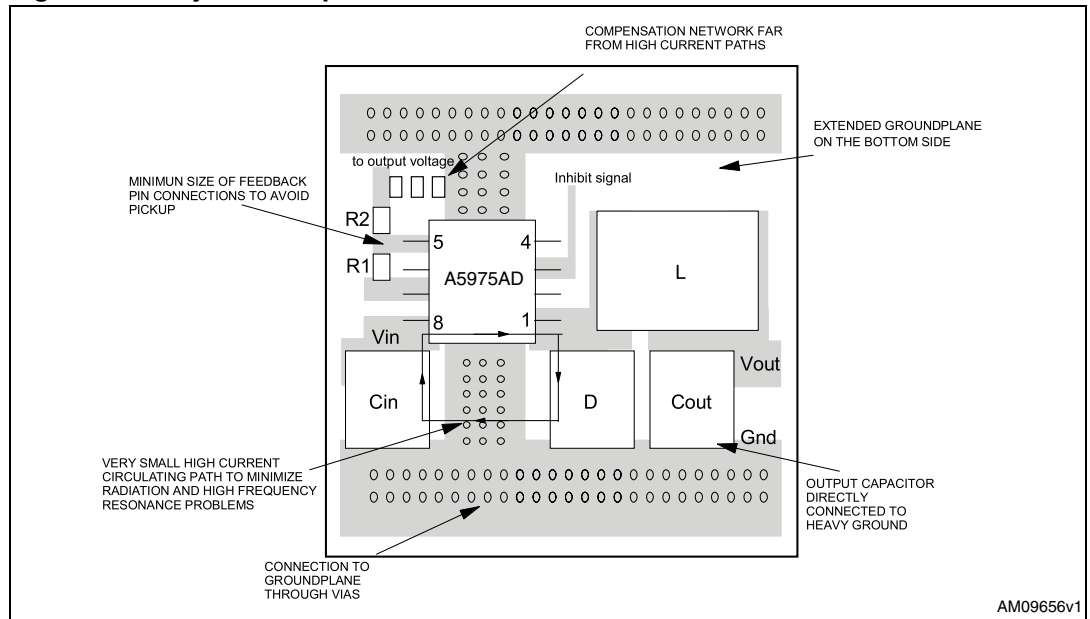 COMPENSATION NETWORK FAR
FROM HIGH CURRENT PATHS
EXTENDED GROUNDPLANE
ON THE BOTTOM SIDE
to output voltage
Inhibit signal
MINIMUN SIZE OF FEEDBACK
PIN CONNECTIONS TO AVOID
PICKUP
R2
5
4
R1
A5975AD
L
8
1
Vin
Vout
Cin
D
Cout
Gnd
VERY SMALL HIGH CURRENT
CIRCULATING PATH TO MINIMIZE
RADIATION AND HIGH FREQUENCY
RESONANCE PROBLEMS
OUTPUT CAPACITOR
DIRECTLY
CONNECTED TO
HEAVY GROUND
CONNECTION TO
GROUNDPLANE
THROUGH VIAS
AM09656v1